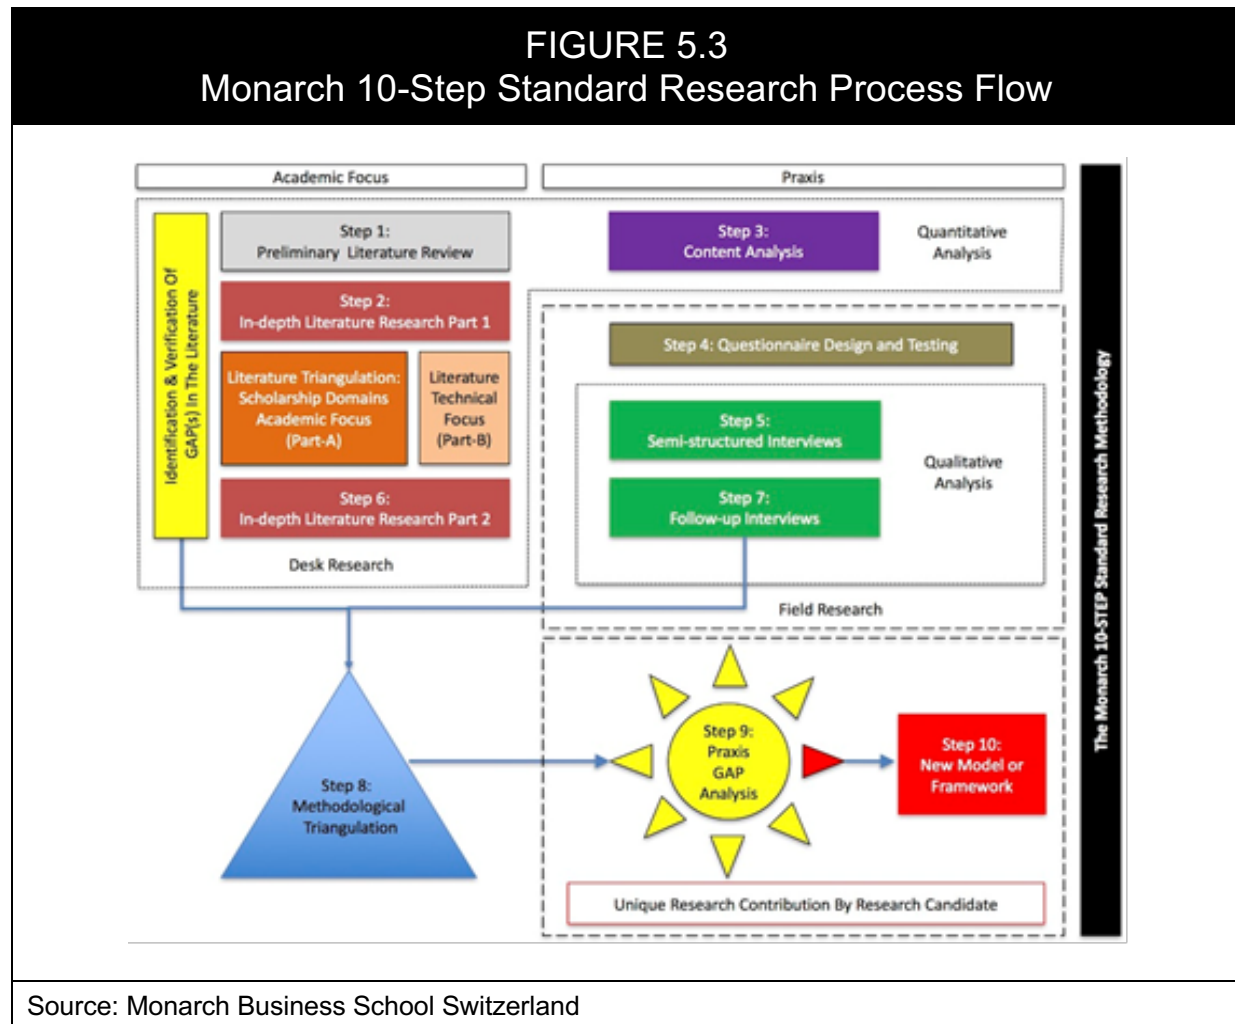 FIGURE 5.3
Monarch 10-Step Standard Research Process Flow
Academic Focus
Praxis
Identification & Verification Of
GAP(s) In The Literature
Step 1:
Preliminary Literature Review
Step 2:
In-depth Literature Research Part 1
Literature Triangulation:
Scholarship Domains
Academic Focus
(Part-A)
Literature
Technical
Focus
(Part-B)
Step 6:
In-depth Literature Research Part 2
Desk Research
Step 3:
Content Analysis
Quantitative
Analysis
Step 4: Questionnaire Design and Testing
Step 5:
Semi-structured Interviews
Step 7:
Follow-up Interviews
Qualitative
Analysis
Field Research
Step 8:
Methodological
Triangulation
Step 9:
Praxis
GAP
Analysis
Step 10:
New Model or
Framework
Unique Research Contribution By Research Candidate
The Monarch 10-STEP Standard Research Methodology
Source: Monarch Business School Switzerland